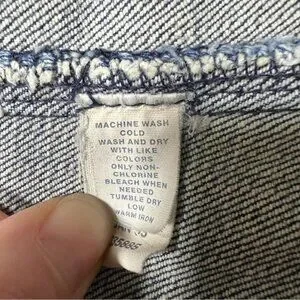 MACHINE WASH
COLD
WASH AND DRY
WITH LIKE
COLORS
ONLY NON-
CHLORINE
BLEACH WHEN
NEEDED
TUMBLE DRY
LOW
WARM IRON